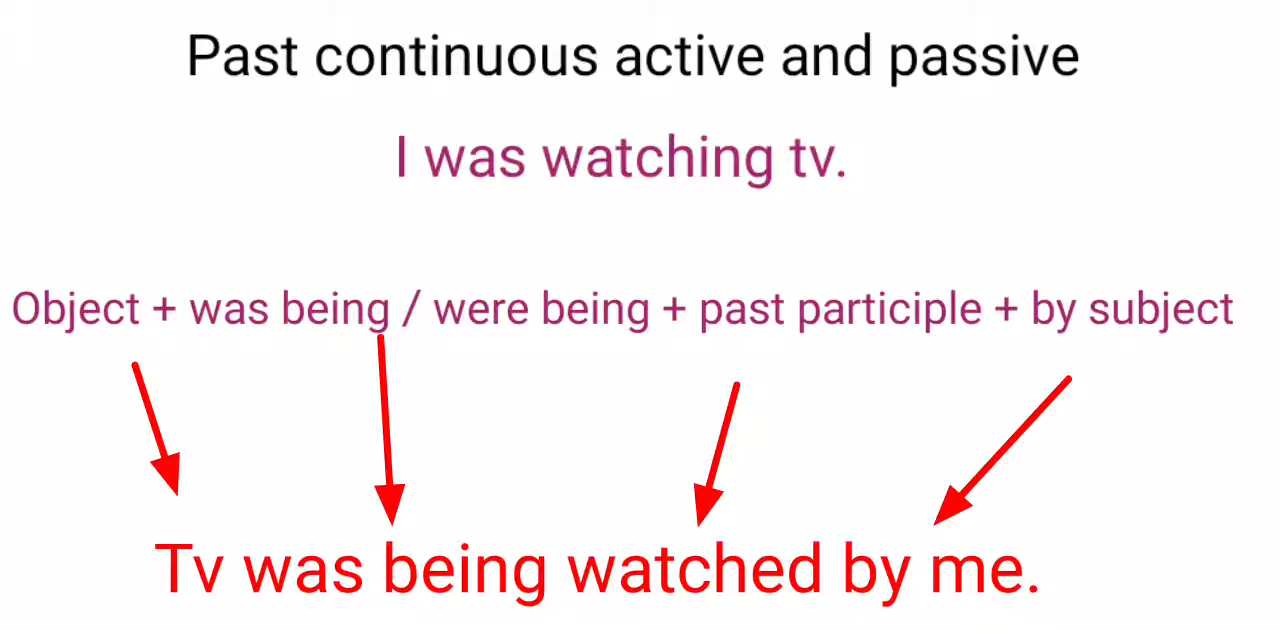 Past continuous active and passive
I was watching tv.
Object + was being / were being + past participle + by subject
Tv was being watched by me.